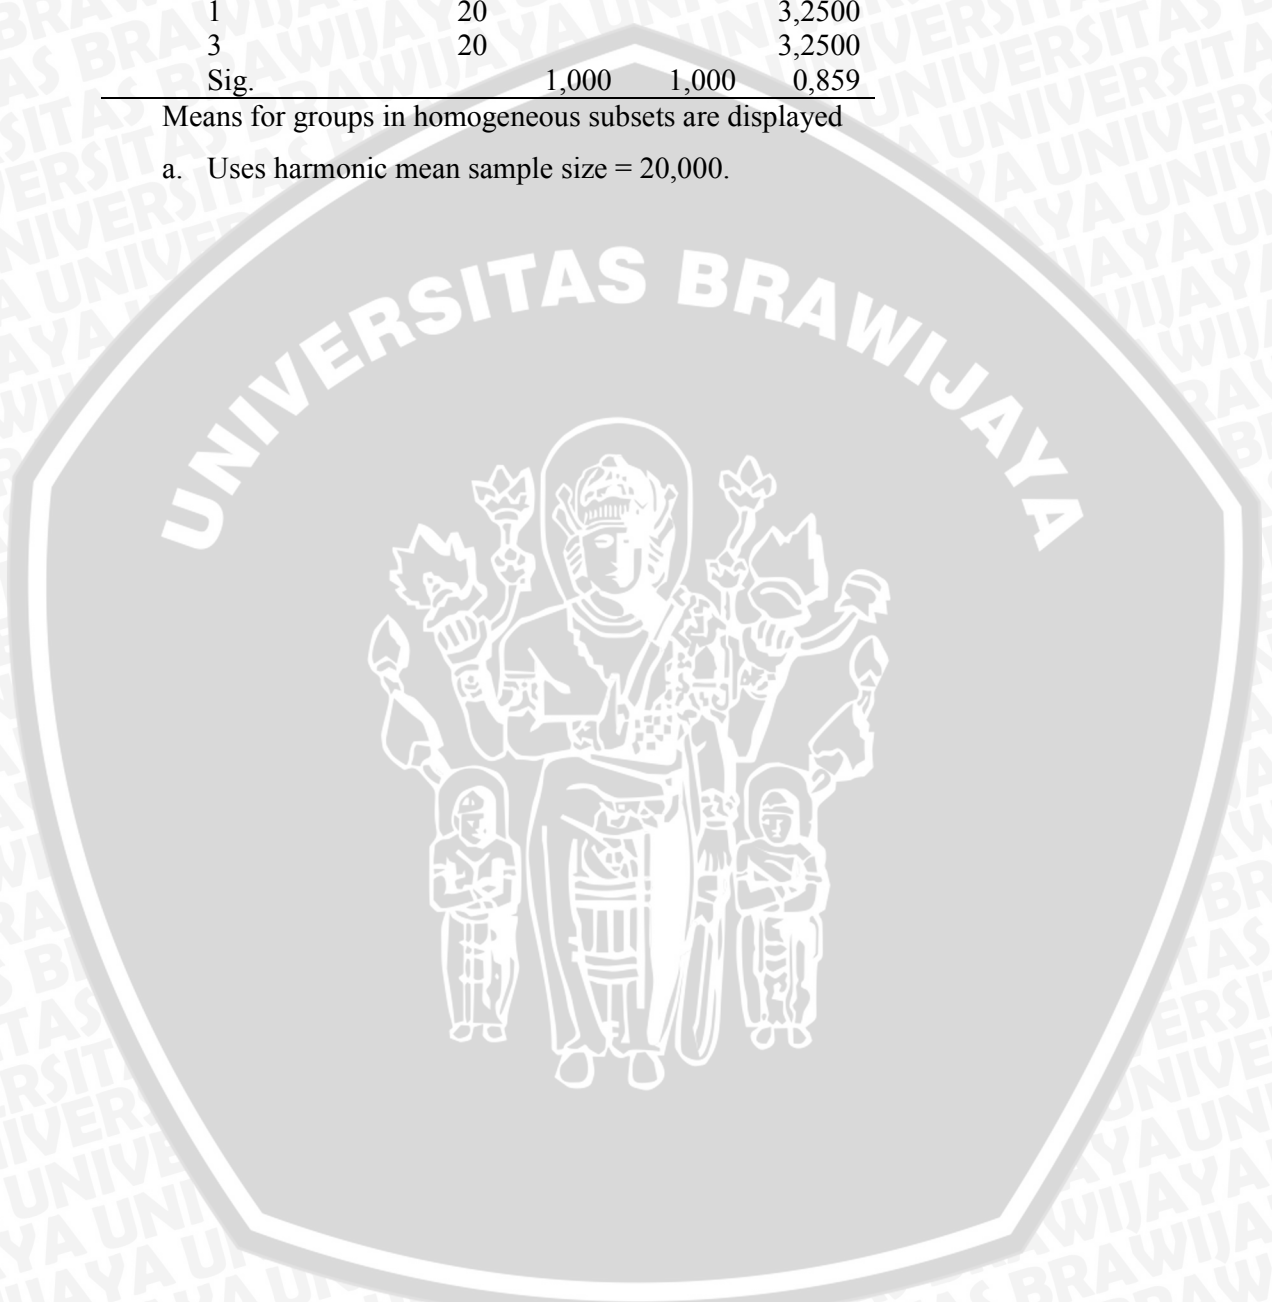 1 20 3,2500
3 20 3,2500
Sig. 1,000 1,000 0,859
Means for groups in homogeneous subsets are displayed
a. Uses harmonic mean sample size = 20,000.
UNIVERSITAS BRAWIJAYA